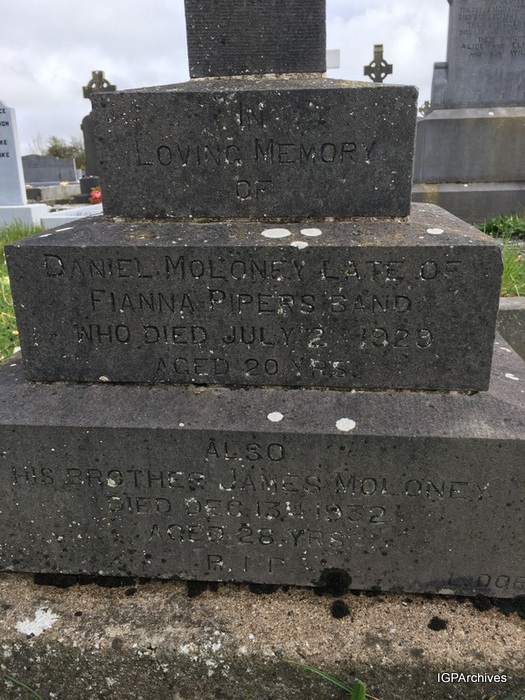 IN
LOVING MEMORY
OF
DANIEL MOLONEY LATE OF
FIANNA PIPERS BAND
WHO DIED JULY 2 1929
AGED 20 YRS.
ALSO
HIS BROTHER JAMES MOLONEY
DIED DEC. 13TH 1932
AGED 28 YRS
R.I.P.
IGPArchives